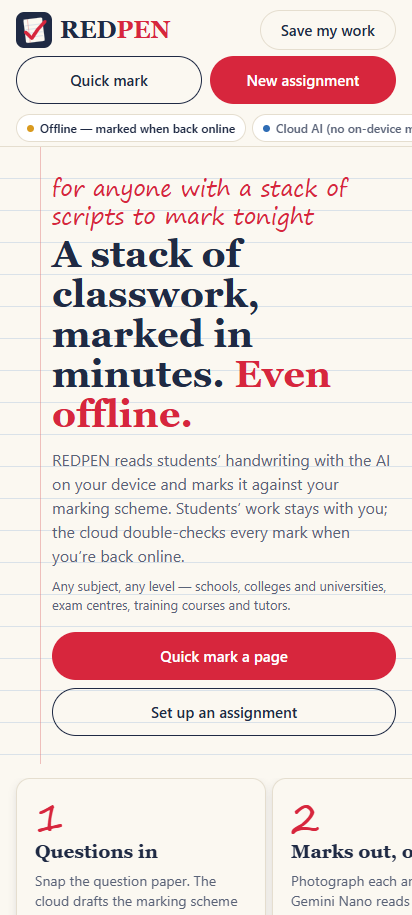 REDPEN
Save my work
Quick mark
New assignment
Offline — marked when back online
Cloud AI (no on-device
for anyone with a stack of
scripts to mark tonight
A stack of
classwork,
marked in
minutes. Even
offline.
REDPEN reads students’ handwriting with the AI
on your device and marks it against your
marking scheme. Students’ work stays with you;
the cloud double-checks every mark when
you’re back online.
Any subject, any level — schools, colleges and universities,
exam centres, training courses and tutors.
Quick mark a page
Set up an assignment
1
Questions in
Snap the question paper. The
cloud drafts the marking scheme
2
Marks out,
Photograph each
Gemini Nano reads